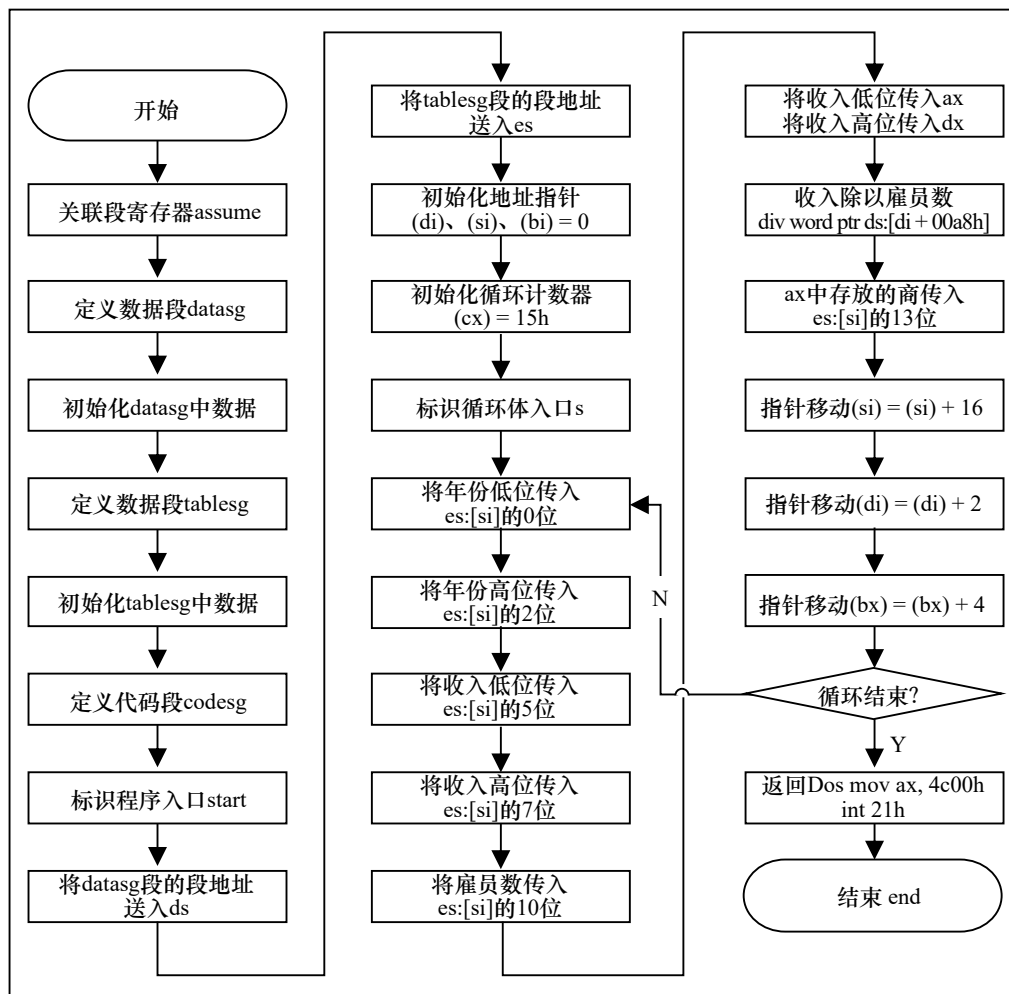 开始
关联段寄存器assume
定义数据段datasg
初始化datasg中数据
定义数据段tablesg
初始化tablesg中数据
定义代码段codesg
标识程序入口start
将datasg段的段地址
送入ds
将tablesg段的段地址
送入es
初始化地址指针
(di)、(si)、(bi) = 0
初始化循环计数器
(cx) = 15h
标识循环体入口s
将年份低位传入
es:[si]的0位
将年份高位传入
es:[si]的2位
将收入低位传入
es:[si]的5位
将收入高位传入
es:[si]的7位
将雇员数传入
es:[si]的10位
将收入低位传入ax
将收入高位传入dx
收入除以雇员数
div word ptr ds:[di + 00a8h]
ax中存放的商传入
es:[si]的13位
指针移动(si) = (si) + 16
指针移动(di) = (di) + 2
指针移动(bx) = (bx) + 4
循环结束?
N
Y
返回Dos mov ax, 4c00h
int 21h
结束 end